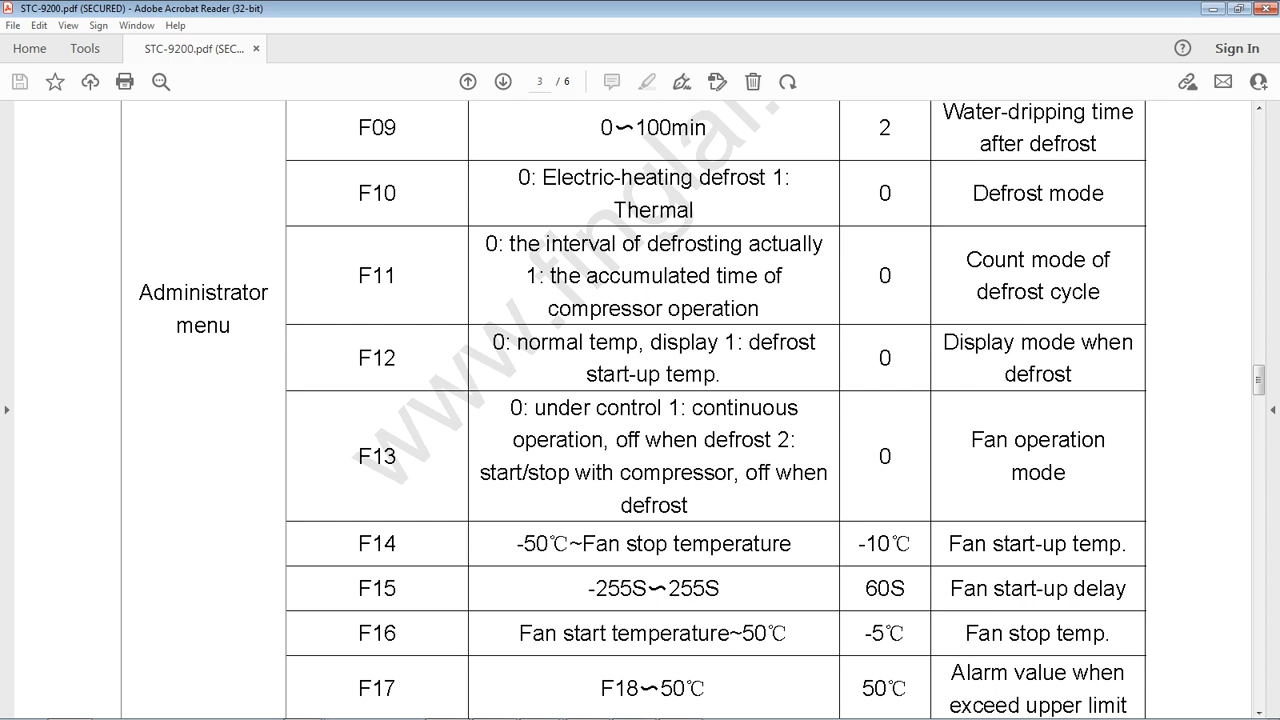 STC-9200.pdf (SECURED) - Adobe Acrobat Reader (32-bit)
File Edit View Sign Window Help
Home Tools STC-9200.pdf (SEC... × Sign In
3 / 6
F09 0∽100min 2 Water-dripping time
after defrost
F10 0: Electric-heating defrost 1:
Thermal 0 Defrost mode
F11 0: the interval of defrosting actually
1: the accumulated time of
compressor operation 0 Count mode of
defrost cycle
Administrator
menu
F12 0: normal temp, display 1: defrost
start-up temp. 0 Display mode when
defrost
F13 0: under control 1: continuous
operation, off when defrost 2:
start/stop with compressor, off when
defrost 0 Fan operation
mode
F14 -50℃~Fan stop temperature -10℃ Fan start-up temp.
F15 -255S∽255S 60S Fan start-up delay
F16 Fan start temperature~50℃ -5℃ Fan stop temp.
F17 F18∽50℃ 50℃ Alarm value when
exceed upper limit